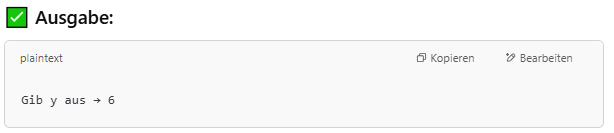 ✅ Ausgabe:
plaintext Kopieren Bearbeiten
Gib y aus → 6